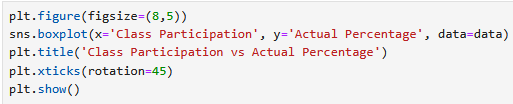 plt.figure(figsize=(8,5))
sns.boxplot(x='Class Participation', y='Actual Percentage', data=data)
plt.title('Class Participation vs Actual Percentage')
plt.xticks(rotation=45)
plt.show()